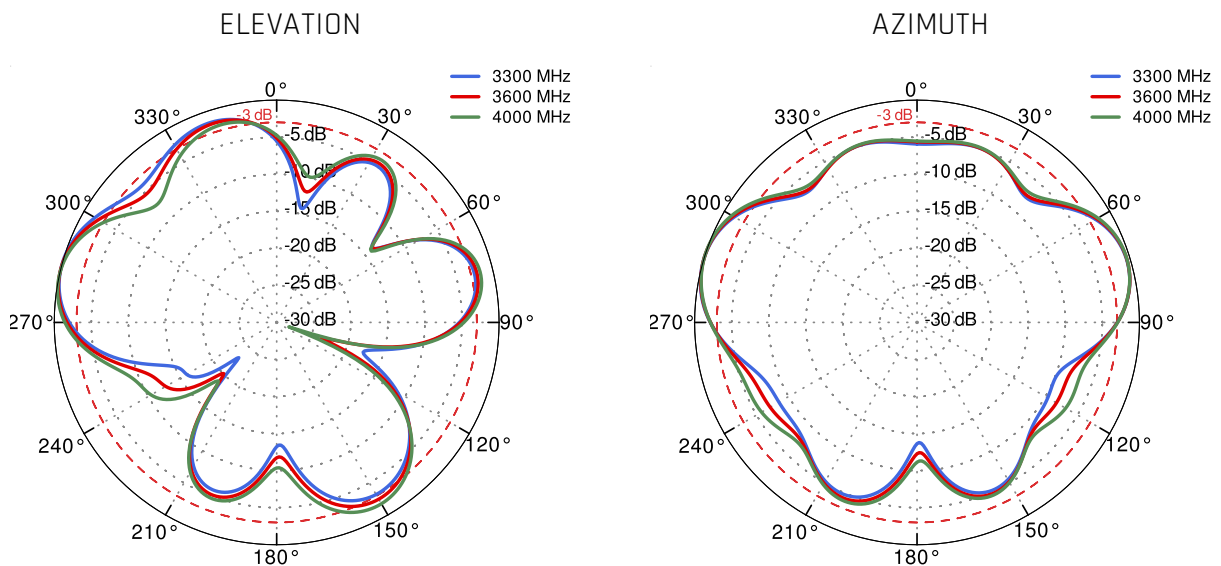 ELEVATION
3300 MHz
3600 MHz
4000 MHz
0°
-3 dB
330°
30°
-5 dB
-10 dB
300°
60°
-15 dB
-20 dB
-25 dB
-30 dB
270°
90°
240°
120°
210°
150°
180°
AZIMUTH
3300 MHz
3600 MHz
4000 MHz
0°
-3 dB
330°
30°
-5 dB
-10 dB
300°
60°
-15 dB
-20 dB
-25 dB
-30 dB
270°
90°
240°
120°
210°
150°
180°